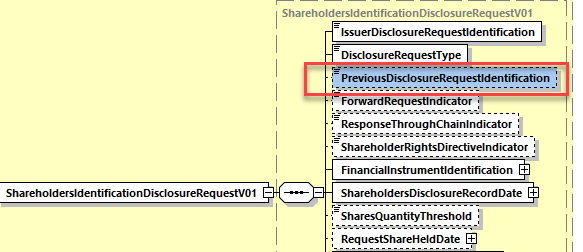 ShareholdersIdentificationDisclosureRequestV01
IssuerDisclosureRequestIdentification
DisclosureRequestType
PreviousDisclosureRequestIdentification
ForwardRequestIndicator
ResponseThroughChainIndicator
ShareholderRightsDirectiveIndicator
FinancialInstrumentIdentification
ShareholdersIdentificationDisclosureRequestV01
ShareholdersDisclosureRecordDate
SharesQuantityThreshold
RequestShareHeldDate